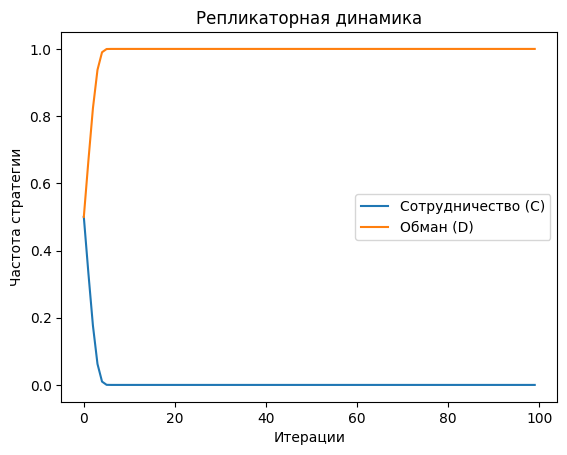 Репликаторная динамика
Частота стратегии
1.0
0.8
0.6
0.4
0.2
0.0
Сотрудничество (C)
Обман (D)
0 20 40 60 80 100
Итерации